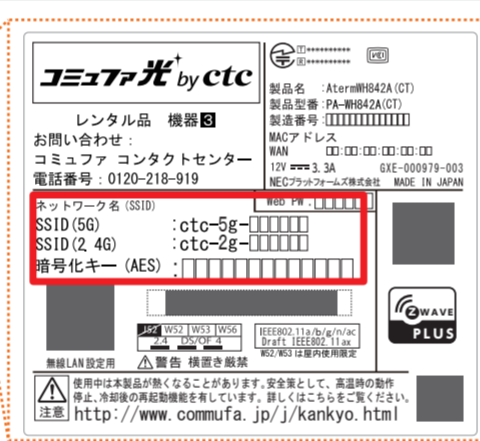 コミュファ光 by ctc
レンタル品 機器3
お問い合わせ:
コミュファ コンタクトセンター
電話番号:0120-218-919
製品名 :AtermWH842A(CT)
製品型番:PA-WH842A(CT)
製造番号:
MACアドレス
WAN
12V 3.3A GXE-000979-003
NECプラットフォームズ株式会社 MADE IN JAPAN
Web PW.
ネットワーク名(SSID)
SSID(5G) :ctc-5g-
SSID(2.4G) :ctc-2g-
暗号化キー(AES) :
J52 W52 W53 W56
2.4 DS/OF 4
IEEE802.11a/b/g/n/ac
Draft IEEE802.11ax
W52/W53は屋内使用限定
無線LAN設定用
警告 横置き厳禁
Z WAVE
PLUS
注意
使用中は本製品が熱くなることがあります。安全策として、高温時の動作
停止、冷却後の再起動機能を有しています。詳しくはこちらをご覧ください。
http://www.commufa.jp/j/kankyo.html